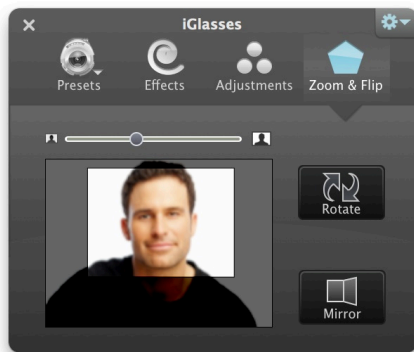 iGlasses
Presets Effects Adjustments Zoom & Flip
Rotate
Mirror